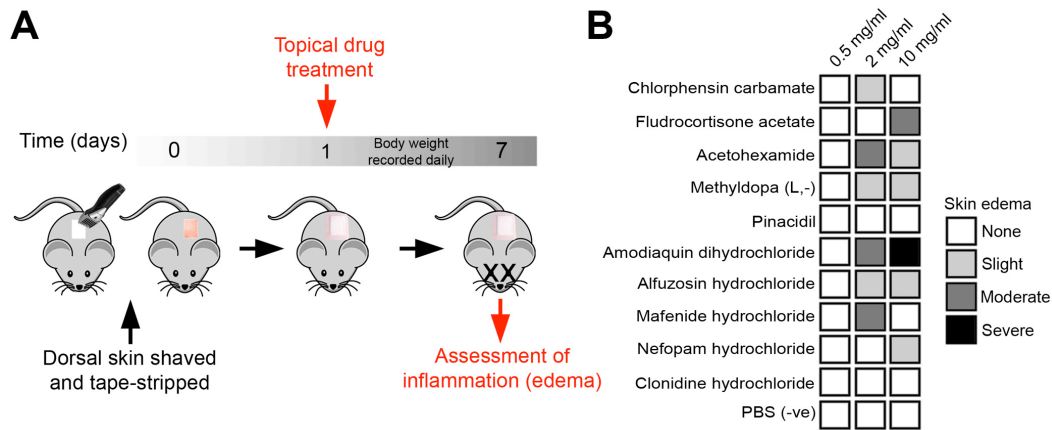 A
Topical drug
treatment
Time (days)
0
1
Body weight
recorded daily
7
XX
Dorsal skin shaved
and tape-stripped
Assessment of
inflammation (edema)
B
0.5 mg/ml
2 mg/ml
10 mg/ml
Chlorphensin carbamate
Fludrocortisone acetate
Acetohexamide
Methyldopa (L,-)
Pinacidil
Amodiaquin dihydrochloride
Alfuzosin hydrochloride
Mafenide hydrochloride
Nefopam hydrochloride
Clonidine hydrochloride
PBS (-ve)
Skin edema
None
Slight
Moderate
Severe